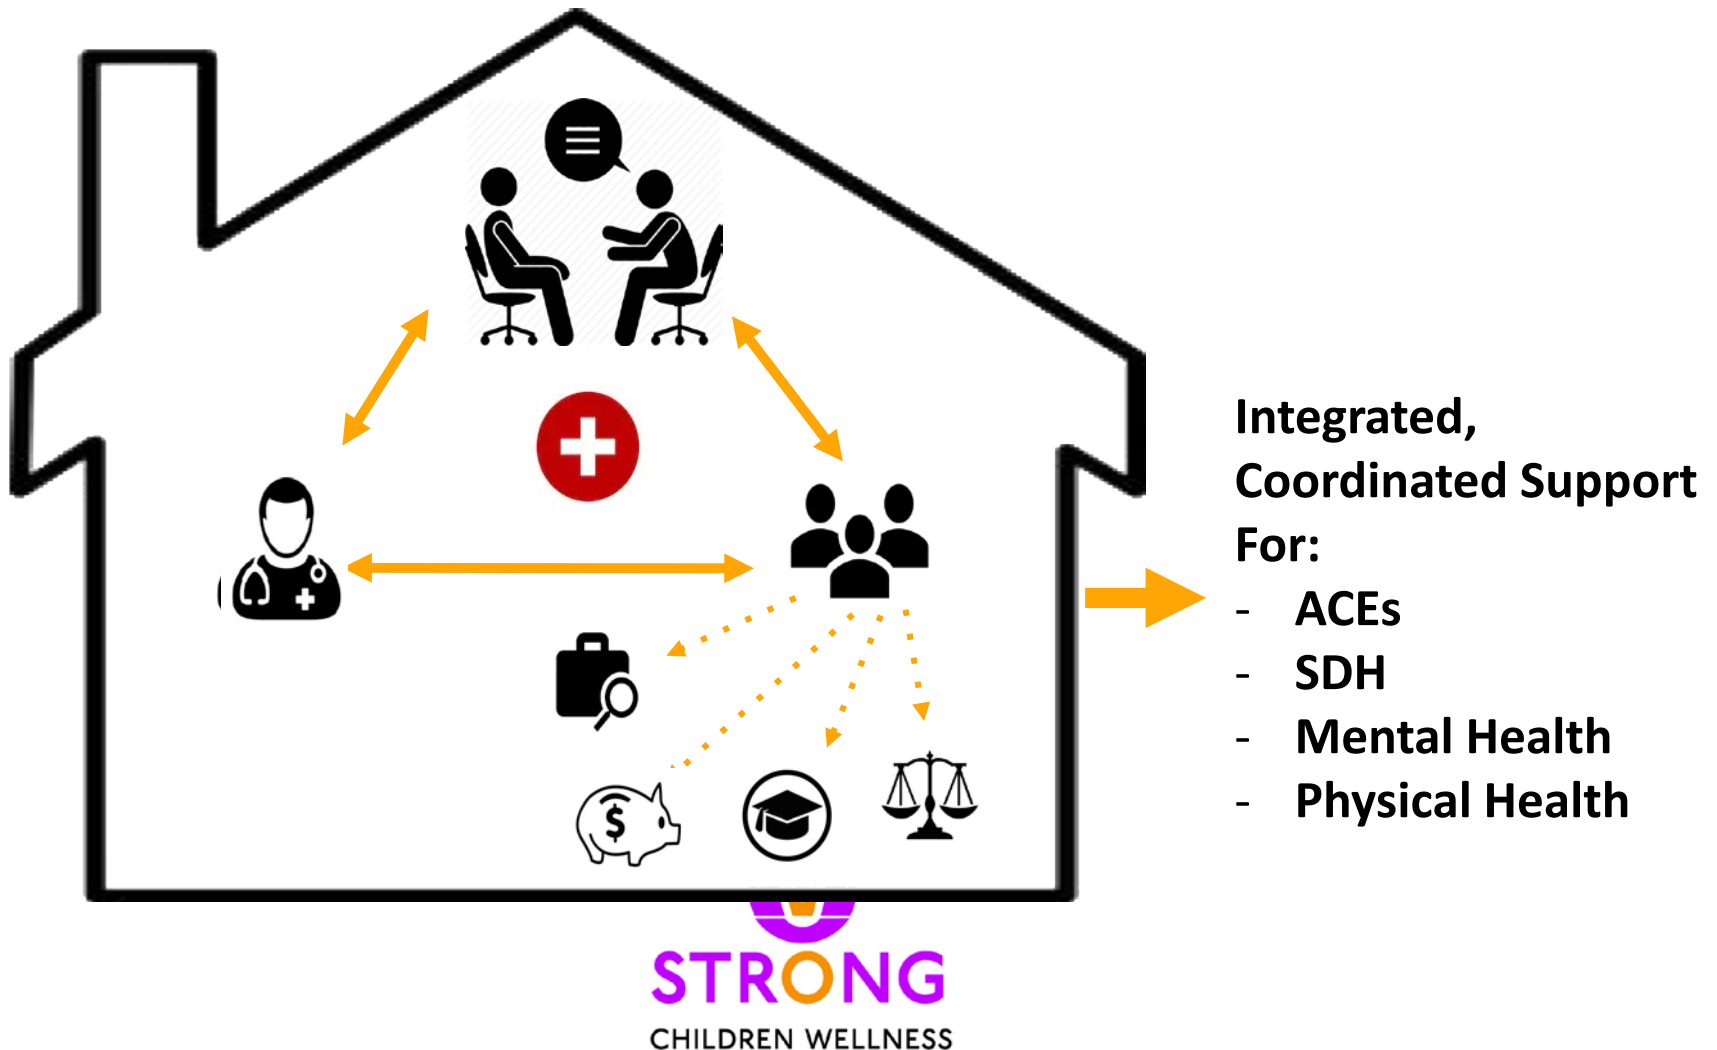 Integrated,
Coordinated Support
For:
- ACEs
- SDH
- Mental Health
- Physical Health
$
STRONG
CHILDREN WELLNESS